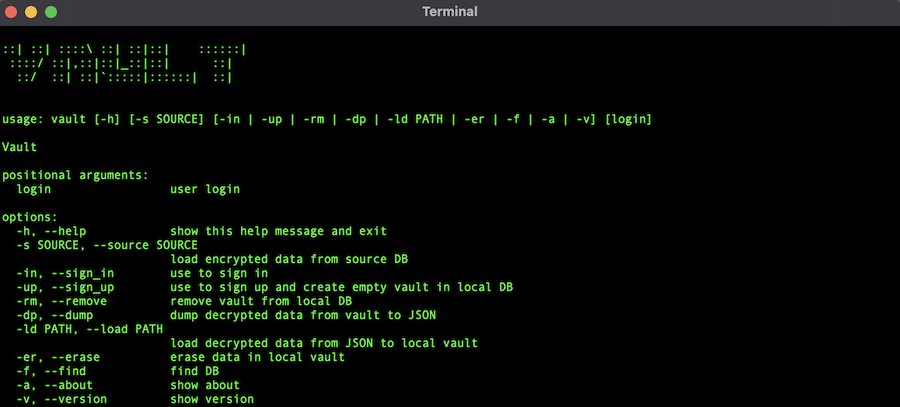 Terminal
::| ::| ::::\ ::| ::|::|    ::::::|
 ::::/ ::|,::|::|_::|::|      ::|
  ::/  ::| ::|`:::::|::::::|  ::|
usage: vault [-h] [-s SOURCE] [-in | -up | -rm | -dp | -ld PATH | -er | -f | -a | -v] [login]
Vault
positional arguments:
  login                 user login
options:
  -h, --help            show this help message and exit
  -s SOURCE, --source SOURCE
                        load encrypted data from source DB
  -in, --sign_in        use to sign in
  -up, --sign_up        use to sign up and create empty vault in local DB
  -rm, --remove         remove vault from local DB
  -dp, --dump           dump decrypted data from vault to JSON
  -ld PATH, --load PATH
                        load decrypted data from JSON to local vault
  -er, --erase          erase data in local vault
  -f, --find            find DB
  -a, --about           show about
  -v, --version         show version